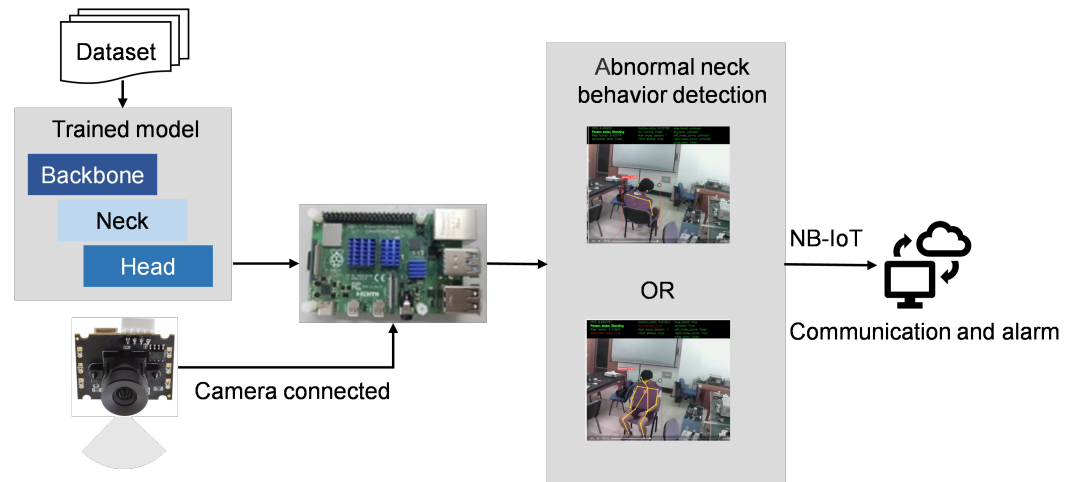 Dataset
Trained model
Backbone
Neck
Head
Camera connected
Abnormal neck
behavior detection
OR
NB-IoT
Communication and alarm